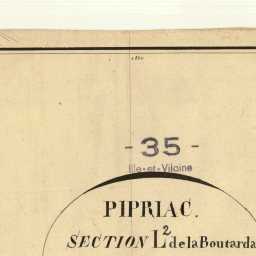 - 35 -
Ille-et-Vilaine
PIPRIAC.
SECTION L² de la Boutarda